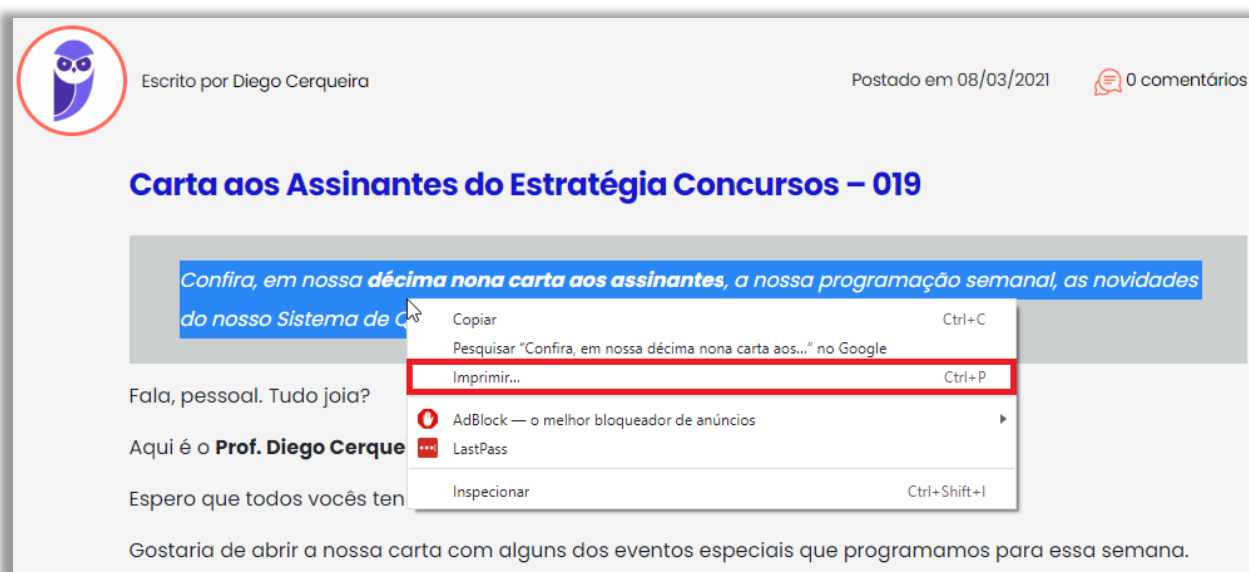 Escrito por Diego Cerqueira
Postado em 08/03/2021
0 comentários
Carta aos Assinantes do Estratégia Concursos – 019
Confira, em nossa décima nona carta aos assinantes, a nossa programação semanal, as novidades
do nosso Sistema de
Copiar Ctrl+C
Pesquisar “Confira, em nossa décima nona carta aos...” no Google
Imprimir... Ctrl+P
AdBlock — o melhor bloqueador de anúncios
LastPass
Inspecionar Ctrl+Shift+I
Fala, pessoal. Tudo joia?
Aqui é o Prof. Diego Cerque
Espero que todos vocês ten
Gostaria de abrir a nossa carta com alguns dos eventos especiais que programamos para essa semana.